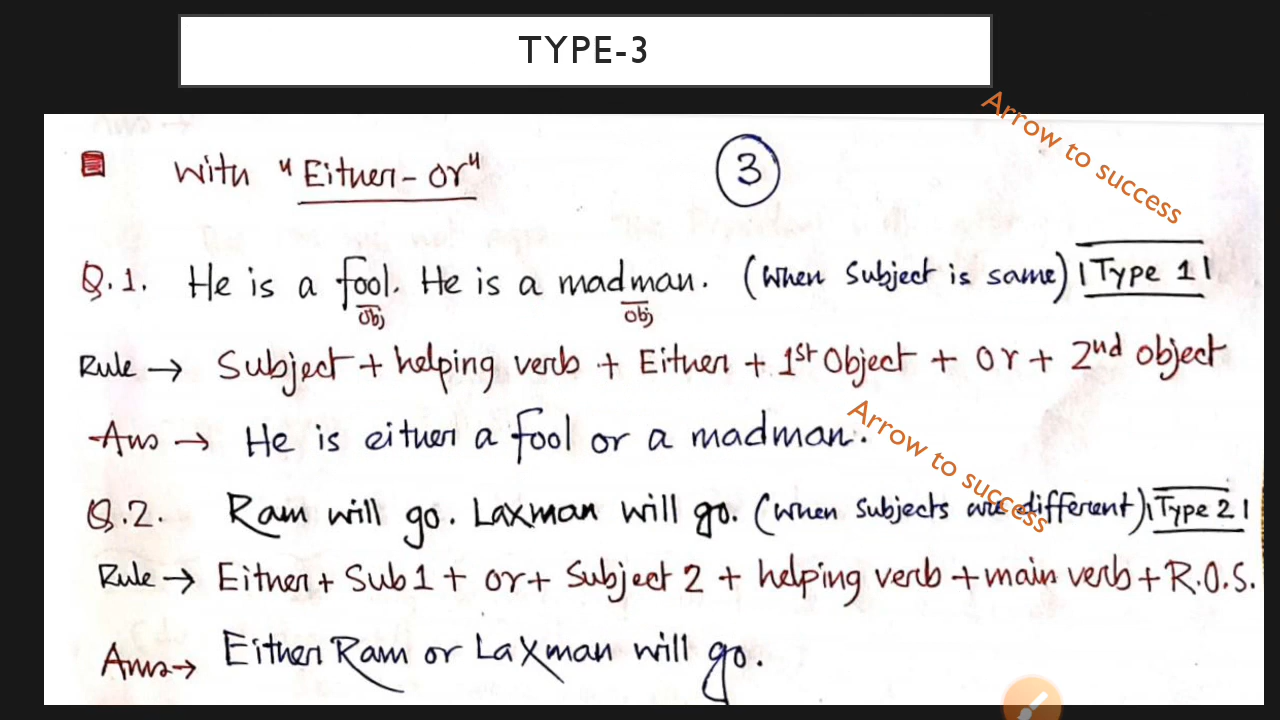 TYPE-3
Arrow to success
With "Either-or" 3
Q.1. He is a fool. He is a madman. (When Subject is same) |Type 1|
Obj Obj
Rule → Subject + helping verb + Either + 1st Object + Or + 2nd object
Ans → He is either a fool or a madman.
Arrow to success
Q.2. Ram will go. Laxman will go. (When Subjects are different) |Type 2|
Rule → Either + Sub 1 + or + Subject 2 + helping verb + main verb + R.O.S.
Ans → Either Ram or Laxman will go.